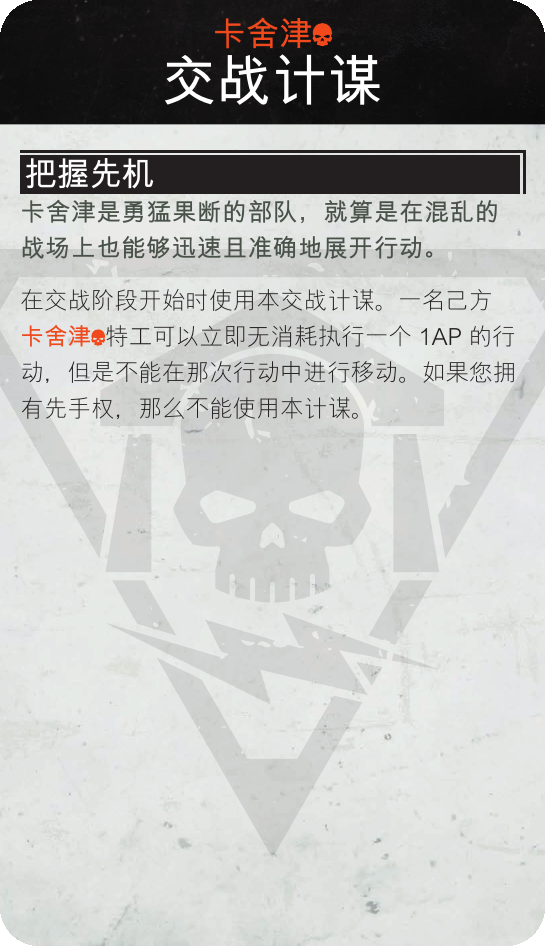 卡舍津
交战计谋
把握先机
卡舍津是勇猛果断的部队，就算是在混乱的
战场上也能够迅速且准确地展开行动。
在交战阶段开始时使用本交战计谋。一名己方
卡舍津特工可以立即无消耗执行一个 1AP 的行
动，但是不能在那次行动中进行移动。如果您拥
有先手权，那么不能使用本计谋。